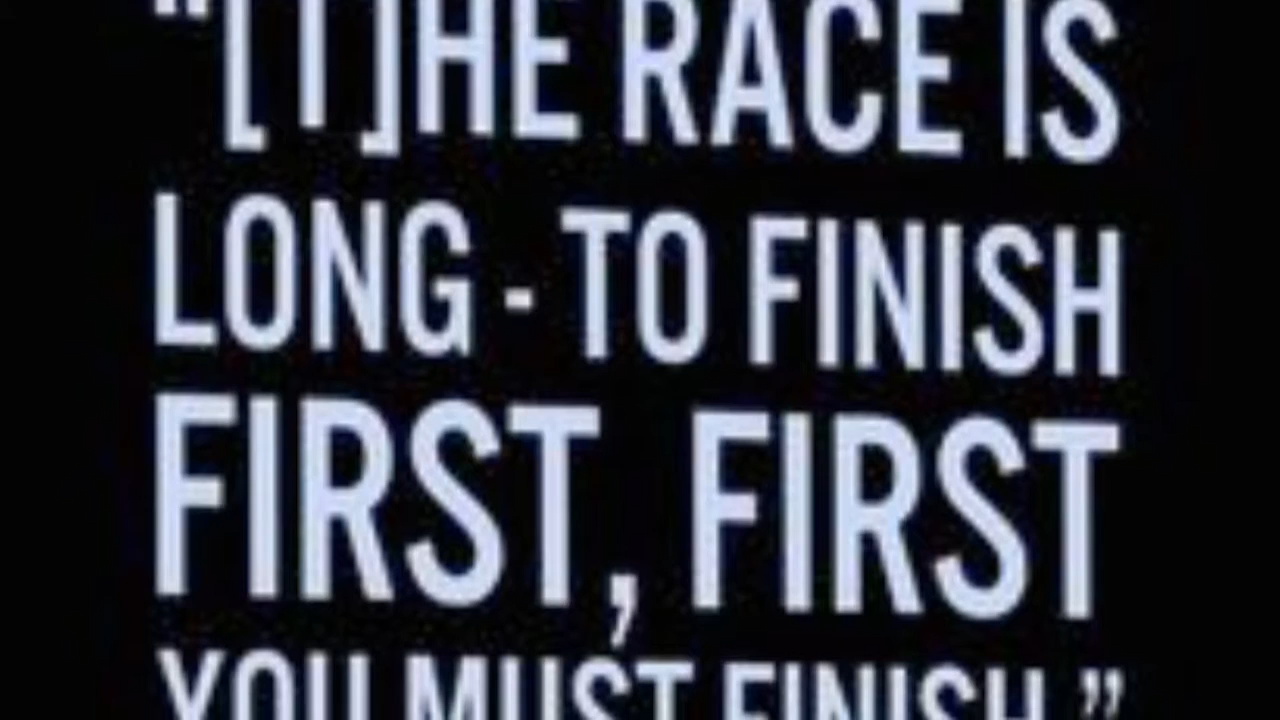 "[T]HE RACE IS
LONG - TO FINISH
FIRST, FIRST
YOU MUST FINISH."